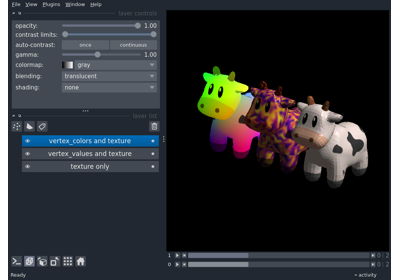 File View Plugins Window Help
layer controls
opacity: 1.00
contrast limits:
auto-contrast: once continuous
gamma: 1.00
colormap: gray
blending: translucent
shading: none
layer list
vertex_colors and texture
vertex_values and texture
texture only
1 0 2
0 0 2
Ready activity